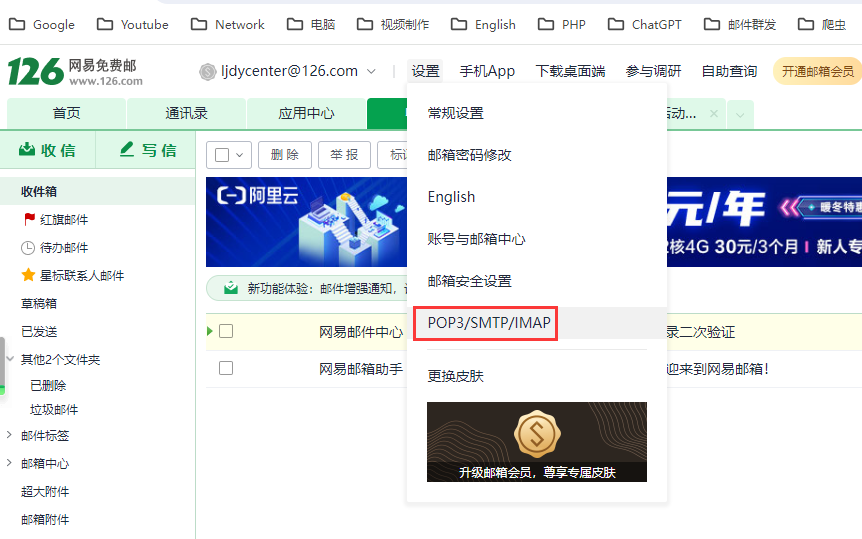 Google Youtube Network 电脑 视频制作 English PHP ChatGPT 邮件群发 爬虫
126 网易免费邮
www.126.com
ljdycenter@126.com 设置 手机App 下载桌面端 参与调研 自助查询 开通邮箱会员
首页 通讯录 应用中心
收信 写信
删除 举报
收件箱
红旗邮件
待办邮件
星标联系人邮件
草稿箱
已发送
其他2个文件夹
已删除
垃圾邮件
邮件标签
邮箱中心
超大附件
邮箱附件
阿里云
新功能体验：邮件增强通知，
网易邮件中心
网易邮箱助手
常规设置
邮箱密码修改
English
账号与邮箱中心
邮箱安全设置
POP3/SMTP/IMAP
更换皮肤
升级邮箱会员，尊享专属皮肤
动...
元/年 暖冬特惠
核4G 30元/3个月 新人专
录二次验证
迎来到网易邮箱！